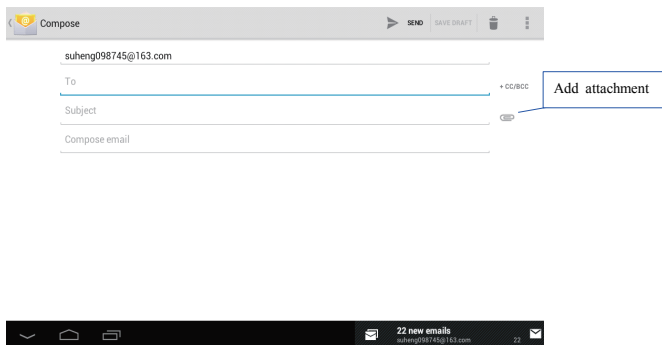 Compose
SEND
SAVE DRAFT
suheng098745@163.com
To
+ CC/BCC
Add attachment
Subject
Compose email
22 new emails
suheng098745@163.com
22